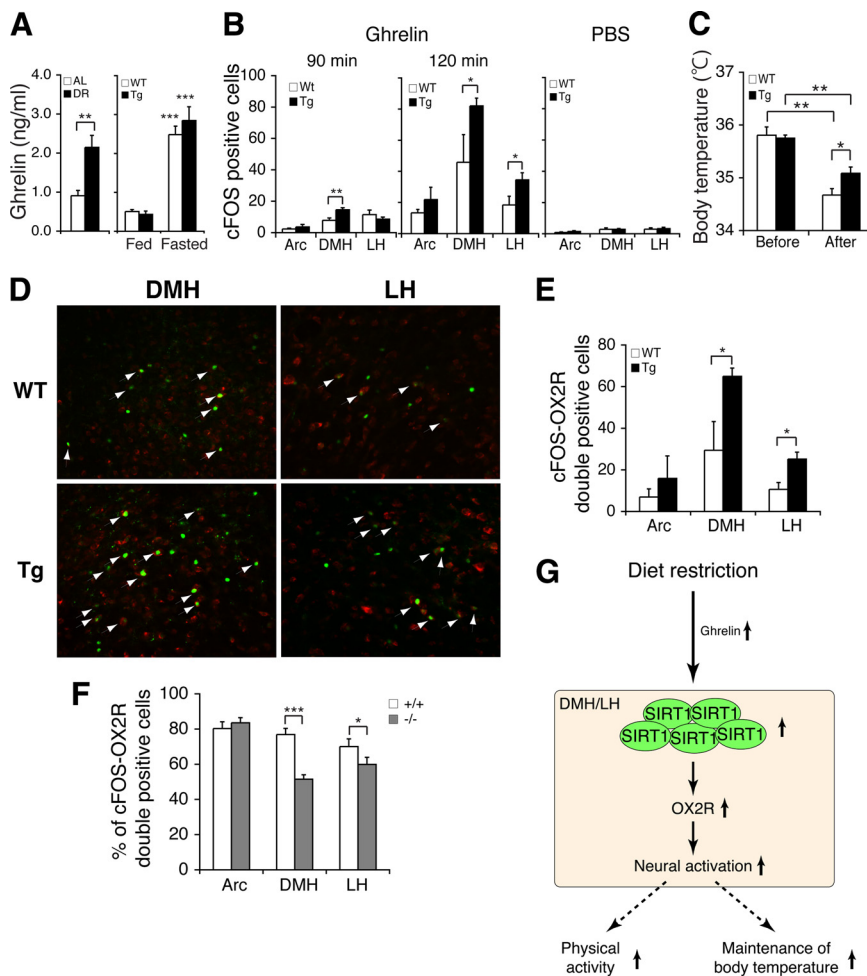 A
Ghrelin (ng/ml)
4.0
3.0
2.0
1.0
0.0
AL
DR
**
WT
Tg
***
***
Fed
Fasted
B
Ghrelin
PBS
90 min
120 min
cFOS positive cells
100
80
60
40
20
0
Wt
Tg
**
Arc
DMH
LH
WT
Tg
*
*
Arc
DMH
LH
WT
Tg
Arc
DMH
LH
C
Body temperature (℃)
37
36
35
34
WT
Tg
**
**
*
Before
After
D
DMH
LH
WT
Tg
E
cFOS-OX2R
double positive cells
80
60
40
20
0
WT
Tg
*
*
Arc
DMH
LH
F
% of cFOS-OX2R
double positive cells
100
80
60
40
20
0
+/+
-/-
***
*
Arc
DMH
LH
G
Diet restriction
Ghrelin
DMH/LH
SIRT1 SIRT1
SIRT1 SIRT1 SIRT1
OX2R
Neural activation
Physical
activity
Maintenance of
body temperature